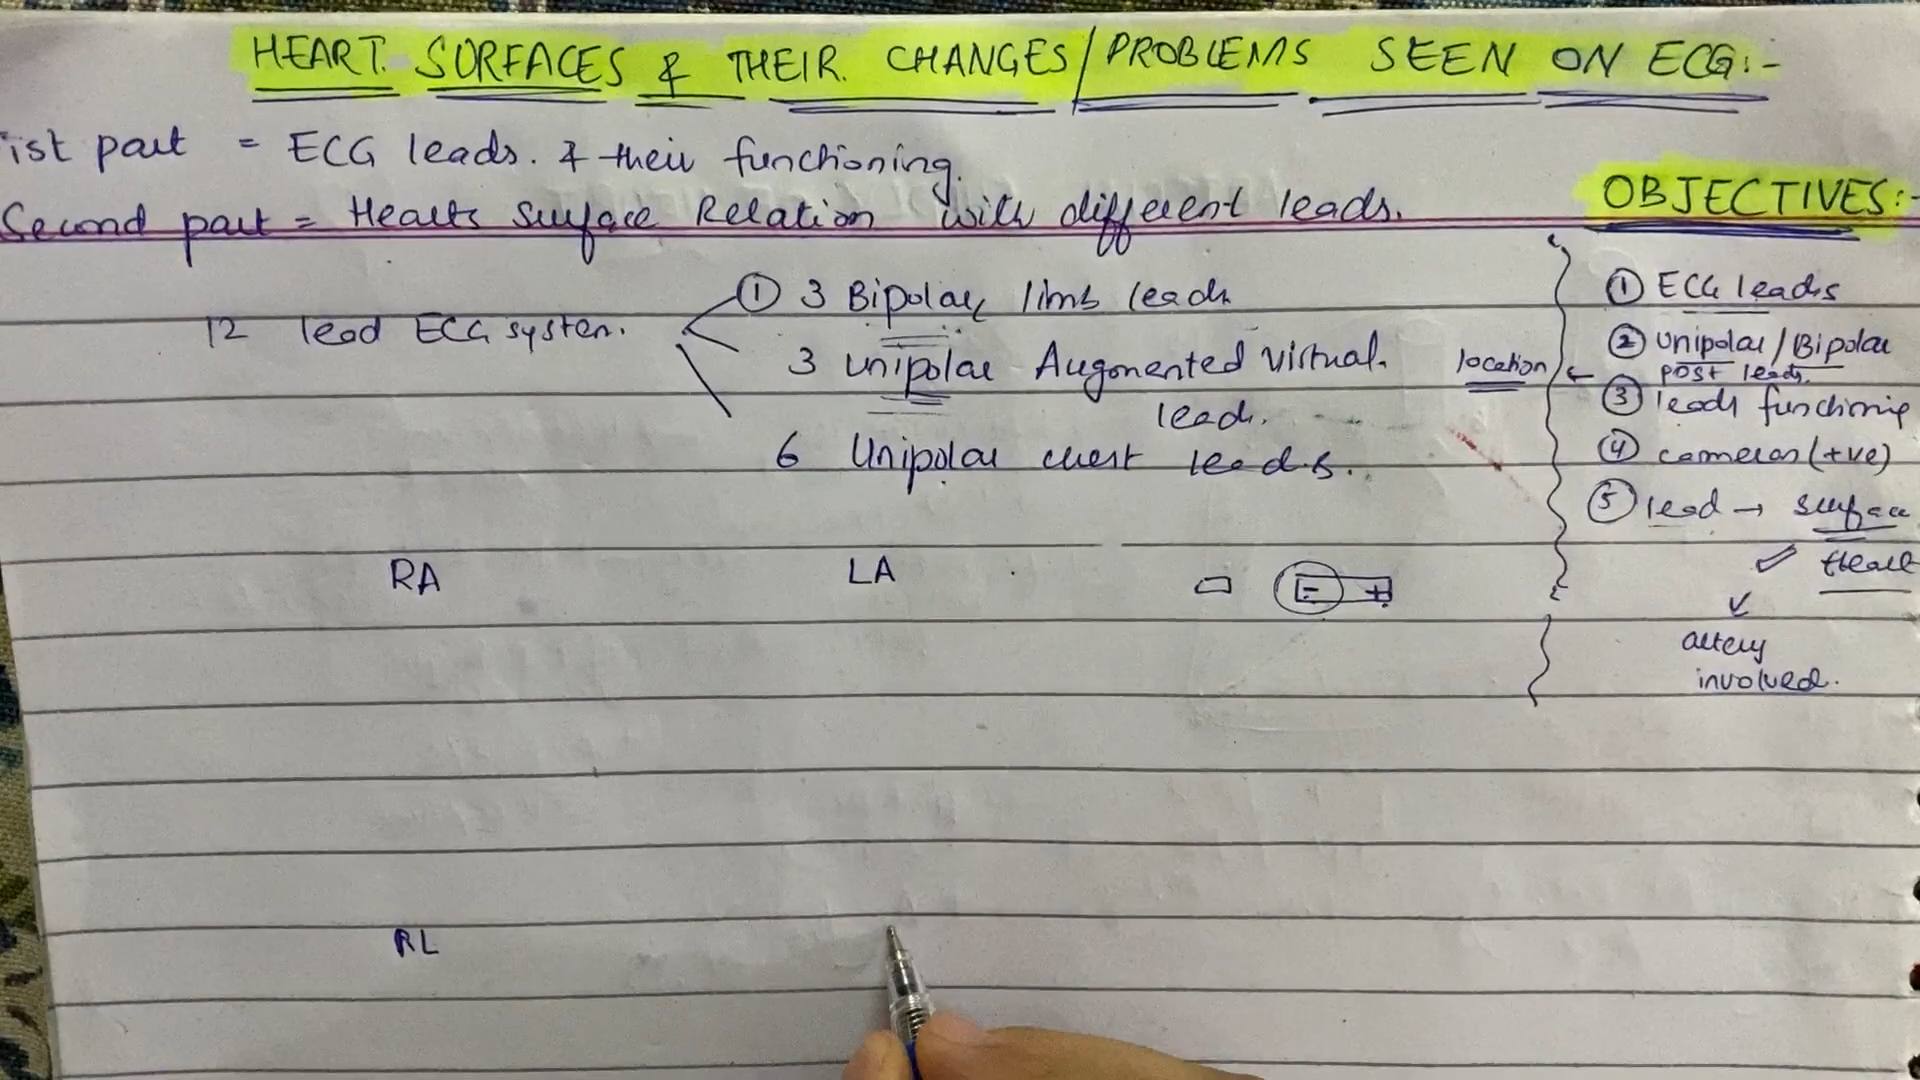 HEART. SURFACES & THEIR. CHANGES/PROBLEMS SEEN ON ECG:-
ist part = ECG leads. & their functioning.
Second part = Hearts Surface Relation with different leads.
OBJECTIVES:-
12 lead ECG system.
① 3 Bipolar limb leads
3 unipolar Augmented virtual.
lead.
6 Unipolar chest leads.
location
① ECG leads
② Unipolar/Bipolar
post leads.
③ leads functioning
④ cameras (+ve)
⑤ lead → surface
Heart
artery
involved.
RA LA - +
RL